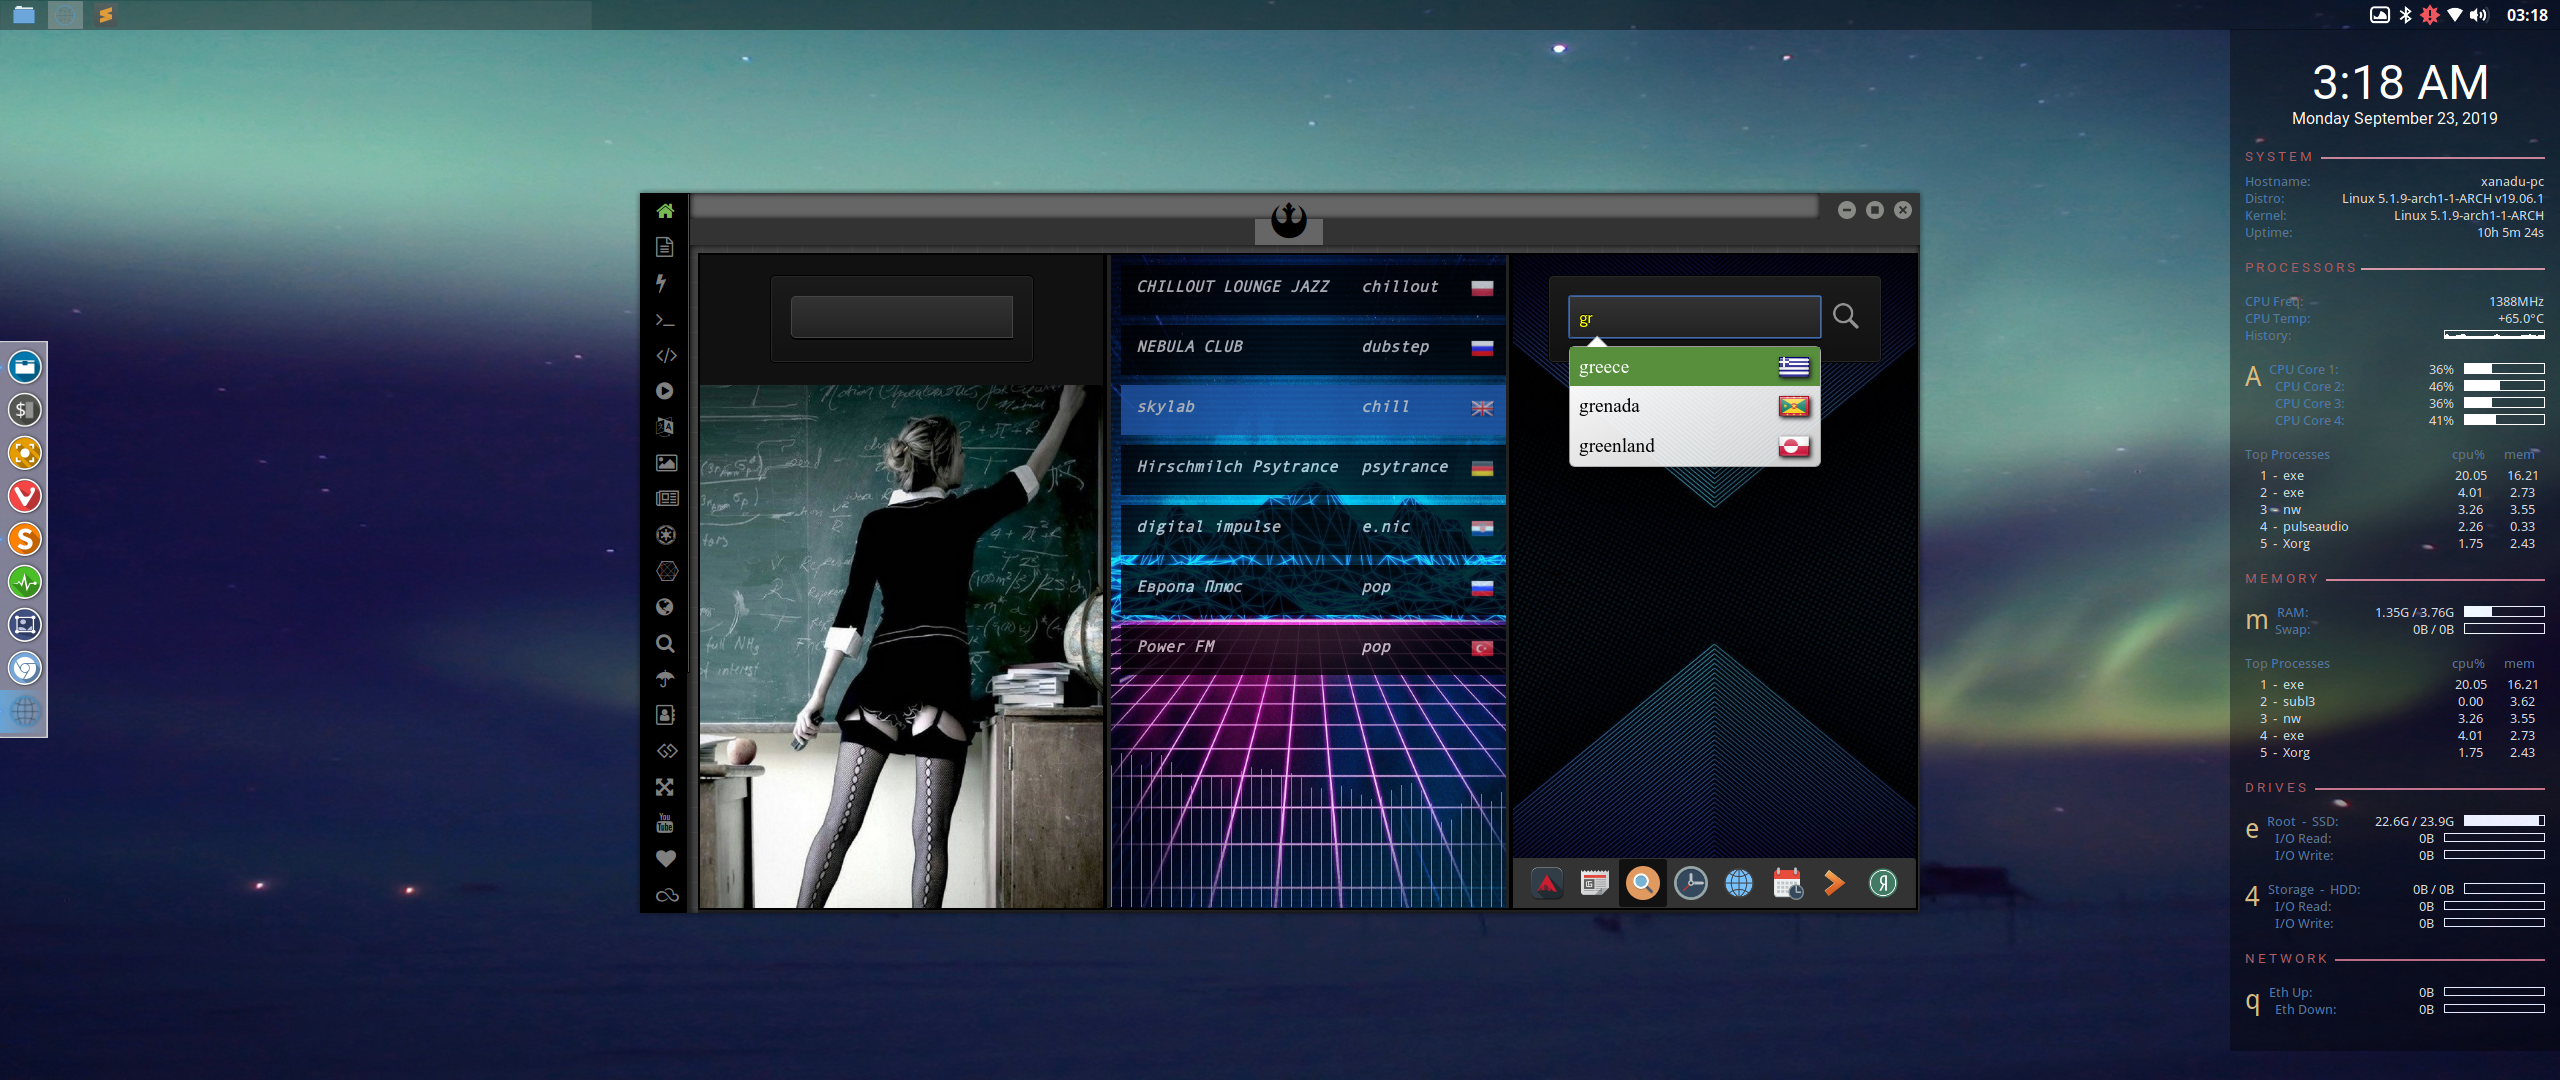 03:18
3:18 AM
Monday September 23, 2019
SYSTEM
Hostname: xanadu-pc
Distro: Linux 5.1.9-arch1-1-ARCH v19.06.1
Kernel: Linux 5.1.9-arch1-1-ARCH
Uptime: 10h 5m 24s
PROCESSORS
CPU Freq: 1388MHz
CPU Temp: +65.0°C
History:
A CPU Core 1: 36%
CPU Core 2: 46%
CPU Core 3: 36%
CPU Core 4: 41%
Top Processes cpu% mem
1 - exe 20.05 16.21
2 - exe 4.01 2.73
3 - nw 3.26 3.55
4 - pulseaudio 2.26 0.33
5 - Xorg 1.75 2.43
MEMORY
m RAM: 1.35G / 3.76G
Swap: 0B / 0B
Top Processes cpu% mem
1 - exe 20.05 16.21
2 - subl3 0.00 3.62
3 - nw 3.26 3.55
4 - exe 4.01 2.73
5 - Xorg 1.75 2.43
DRIVES
e Root - SSD: 22.6G / 23.9G
I/O Read: 0B
I/O Write: 0B
4 Storage - HDD: 0B / 0B
I/O Read: 0B
I/O Write: 0B
NETWORK
q Eth Up: 0B
Eth Down: 0B
CHILLOUT LOUNGE JAZZ chillout
NEBULA CLUB dubstep
skylab chill
Hirschmilch Psytrance psytrance
digital impulse e.nic
Европа Плюс pop
Power FM pop
gr
greece
grenada
greenland
You
Tube